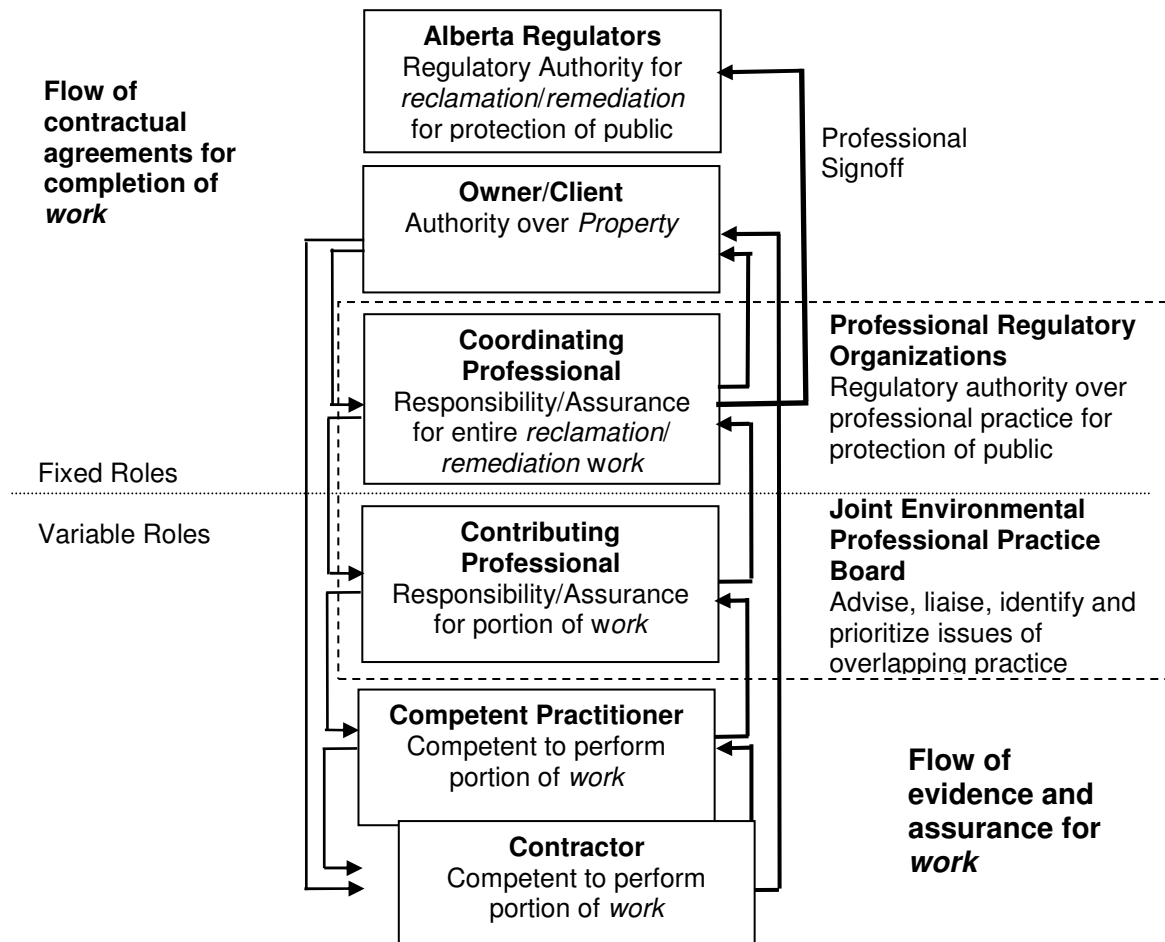 Flow of
contractual
agreements for
completion of
work
Alberta Regulators
Regulatory Authority for
reclamation/remediation
for protection of public
Professional
Signoff
Owner/Client
Authority over Property
Coordinating
Professional
Responsibility/Assurance
for entire reclamation/
remediation work
Professional Regulatory
Organizations
Regulatory authority over
professional practice for
protection of public
Fixed Roles
Variable Roles
Contributing
Professional
Responsibility/Assurance
for portion of work
Joint Environmental
Professional Practice
Board
Advise, liaise, identify and
prioritize issues of
overlapping practice
Competent Practitioner
Competent to perform
portion of work
Contractor
Competent to perform
portion of work
Flow of
evidence and
assurance for
work